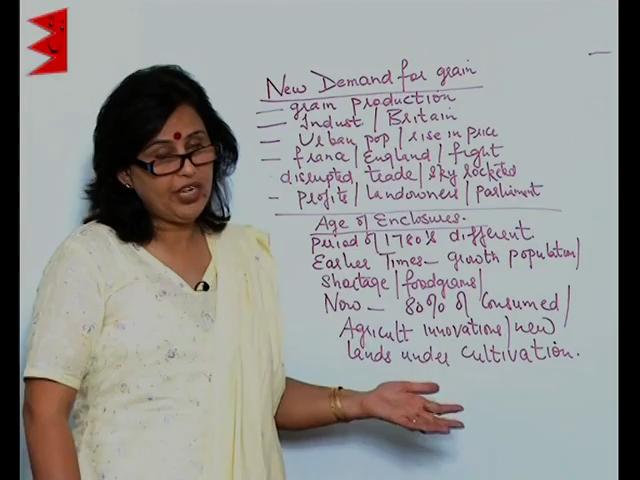 New Demand for grain
— grain production
— Indust / Britain
— Urban pop / rise in price
— frana / England / fight
disrupted trade / sky rocketed
- Profits / landowners / parliment
Age of Enclosures.
Period of 1780's different.
Earlier Times — growth population /
shortage / foodgrains /
Now — 80% of Consumed /
Agricult innovations / new
lands under cultivation.